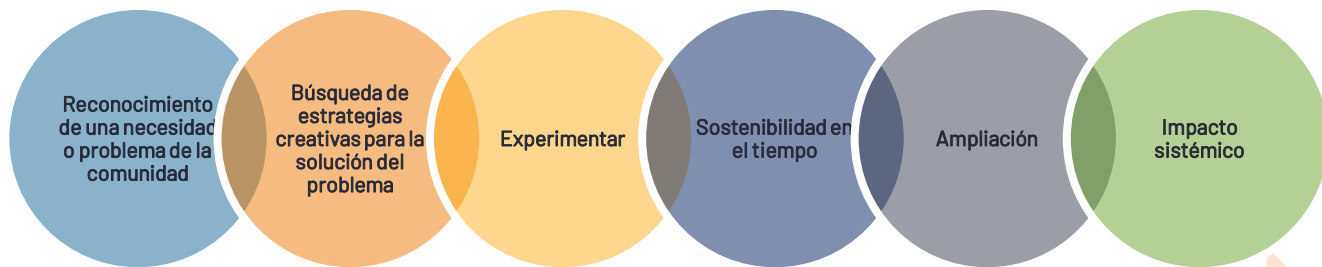 Reconocimiento
de una necesidad
o problema de la
comunidad
Búsqueda de
estrategias
creativas para la
solución del
problema
Experimentar
Sostenibilidad en
el tiempo
Ampliación
Impacto
sistémico